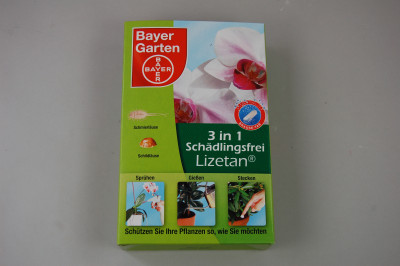 Bayer
Garten
BAYER
BAYER
3 in 1
Schädlingsfrei
Lizetan®
Schmierläuse
Schildläuse
Sprühen
Gießen
Stecken
Schützen Sie Ihre Pflanzen so, wie Sie möchten